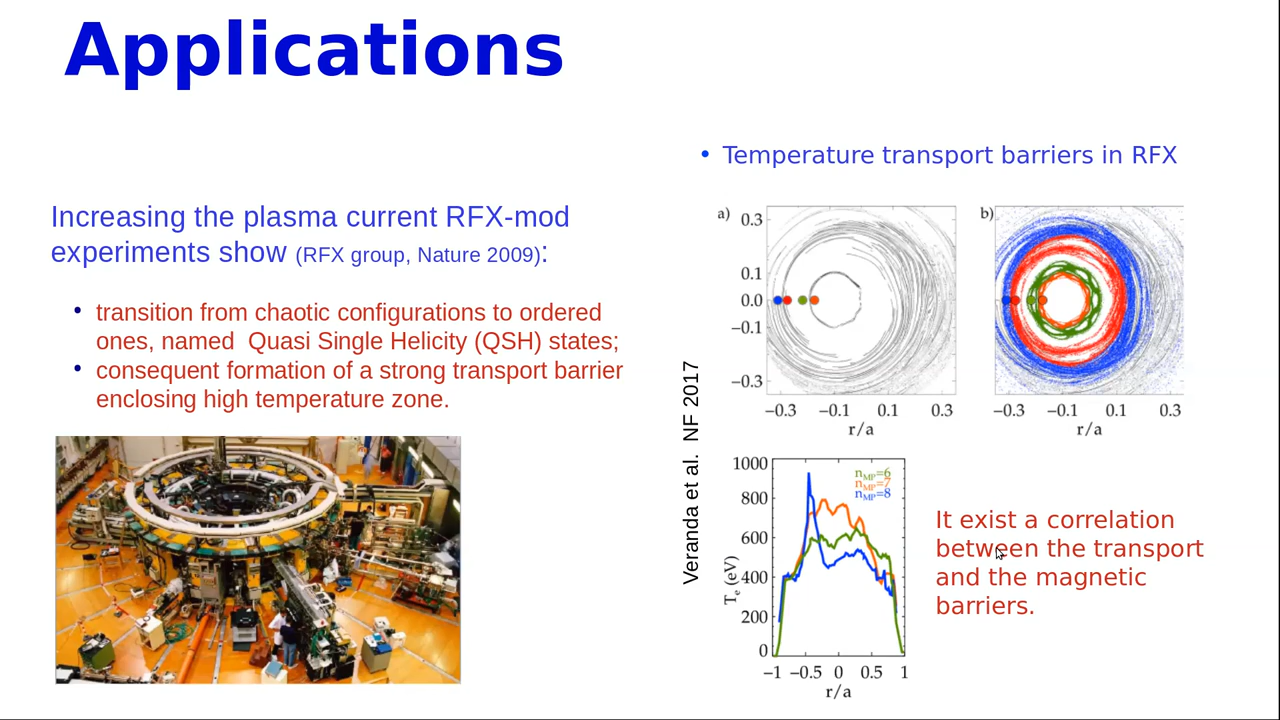 Applications
Increasing the plasma current RFX-mod
experiments show (RFX group, Nature 2009):
• transition from chaotic configurations to ordered
ones, named Quasi Single Helicity (QSH) states;
• consequent formation of a strong transport barrier
enclosing high temperature zone.
• Temperature transport barriers in RFX
a)
0.3
0.1
0.0
−0.1
−0.3
−0.3 −0.1 0.1 0.3
r/a
b)
−0.3 −0.1 0.1 0.3
r/a
Veranda et al. NF 2017
1000
800
600
400
200
0
Te (eV)
nMP=6
nMP=7
nMP=8
−1 −0.5 0 0.5 1
r/a
It exist a correlation
between the transport
and the magnetic
barriers.